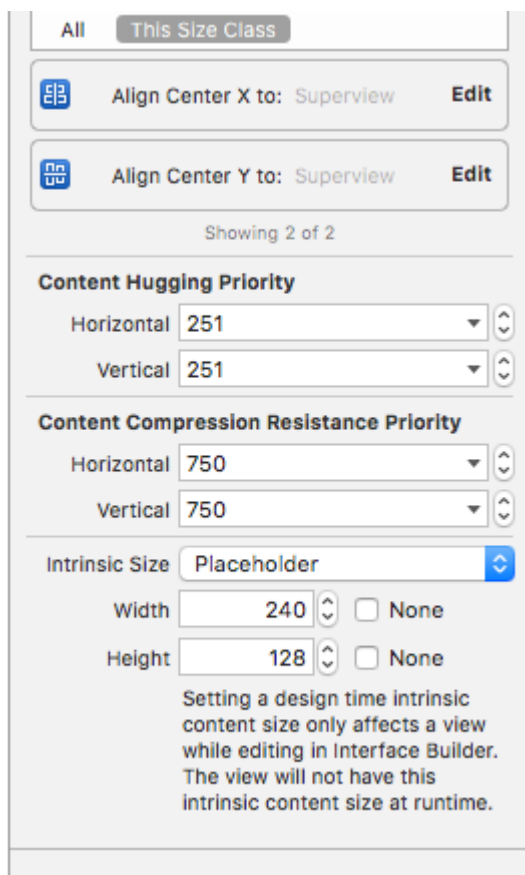 All This Size Class
Align Center X to: Superview Edit
Align Center Y to: Superview Edit
Showing 2 of 2
Content Hugging Priority
Horizontal 251
Vertical 251
Content Compression Resistance Priority
Horizontal 750
Vertical 750
Intrinsic Size Placeholder
Width 240 None
Height 128 None
Setting a design time intrinsic
content size only affects a view
while editing in Interface Builder.
The view will not have this
intrinsic content size at runtime.